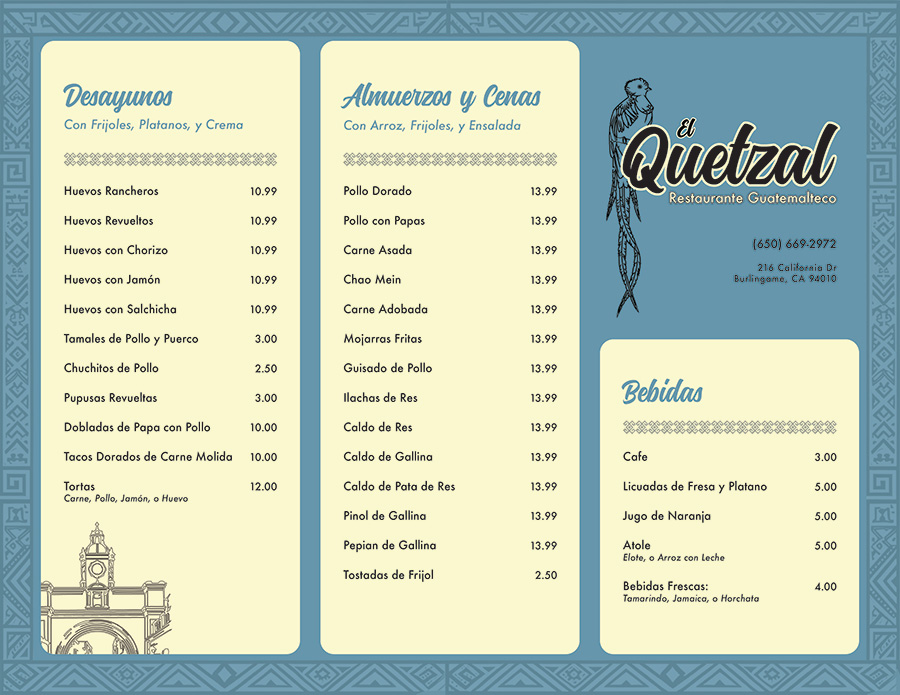 Desayunos
Con Frijoles, Platanos, y Crema
Huevos Rancheros 10.99
Huevos Revueltos 10.99
Huevos con Chorizo 10.99
Huevos con Jamón 10.99
Huevos con Salchicha 10.99
Tamales de Pollo y Puerco 3.00
Chuchitos de Pollo 2.50
Pupusas Revueltas 3.00
Dobladas de Papa con Pollo 10.00
Tacos Dorados de Carne Molida 10.00
Tortas 12.00
Carne, Pollo, Jamón, o Huevo
Almuerzos y Cenas
Con Arroz, Frijoles, y Ensalada
Pollo Dorado 13.99
Pollo con Papas 13.99
Carne Asada 13.99
Chao Mein 13.99
Carne Adobada 13.99
Mojarras Fritas 13.99
Guisado de Pollo 13.99
Ilachas de Res 13.99
Caldo de Res 13.99
Caldo de Gallina 13.99
Caldo de Pata de Res 13.99
Pinol de Gallina 13.99
Pepian de Gallina 13.99
Tostadas de Frijol 2.50
El
Quetzal
Restaurante Guatemalteco
(650) 669-2972
216 California Dr
Burlingame, CA 94010
Bebidas
Cafe 3.00
Licuadas de Fresa y Platano 5.00
Jugo de Naranja 5.00
Atole 5.00
Elote, o Arroz con Leche
Bebidas Frescas: 4.00
Tamarindo, Jamaica, o Horchata